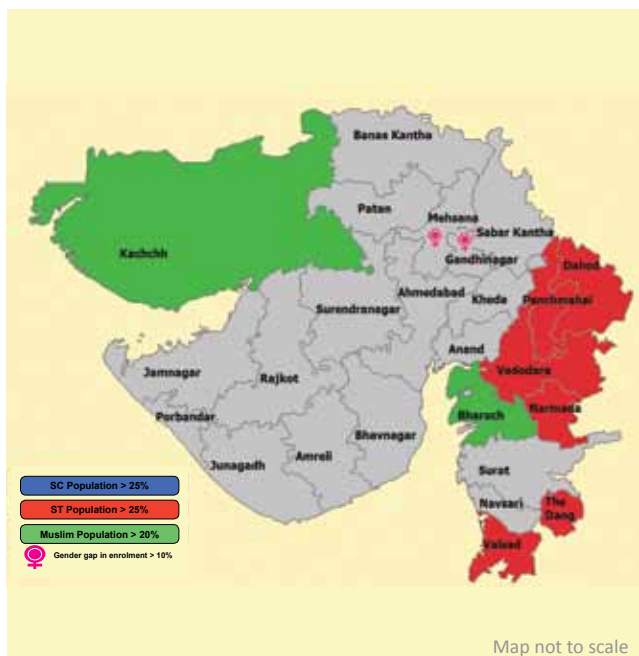 Banas Kantha
Patan
Mehsana
Sabar Kantha
Kachchh
Gandhinagar
Dahod
Panchmahal
Ahmedabad
Kheda
Surendranagar
Anand
Vadodara
Jamnagar
Rajkot
Narmada
Bharuch
Porbandar
Bhavnagar
Amreli
Junagadh
Surat
SC Population > 25%
Navsari
The
Dang
ST Population > 25%
Muslim Population > 20%
Valsad
Gender gap in enrolment > 10%
Map not to scale